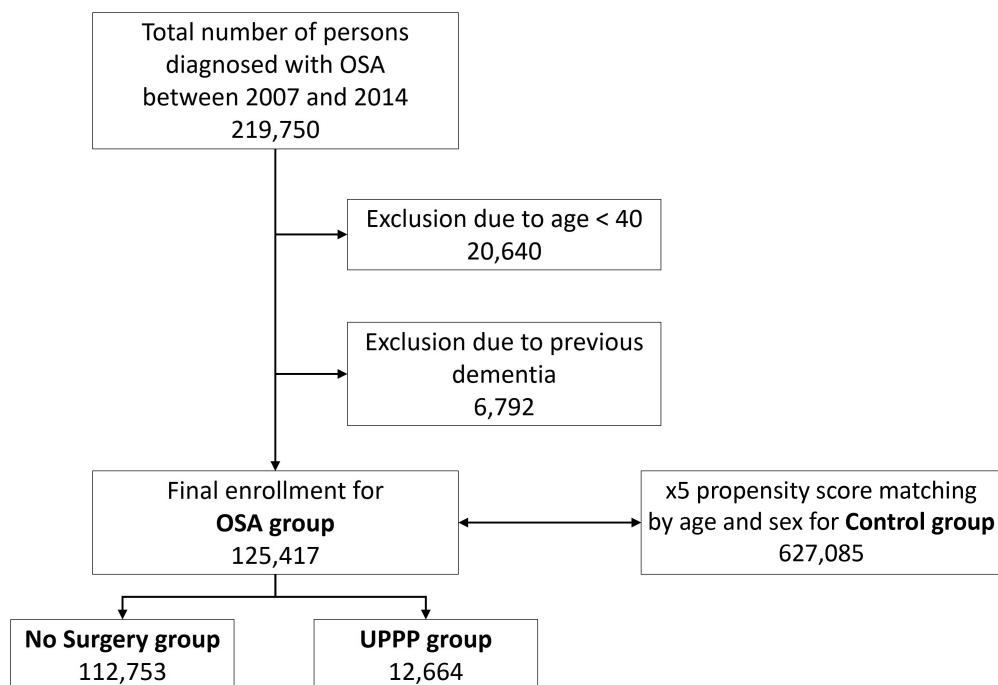 Total number of persons
diagnosed with OSA
between 2007 and 2014
219,750
Exclusion due to age < 40
20,640
Exclusion due to previous
dementia
6,792
Final enrollment for
OSA group
125,417
x5 propensity score matching
by age and sex for Control group
627,085
No Surgery group
112,753
UPPP group
12,664